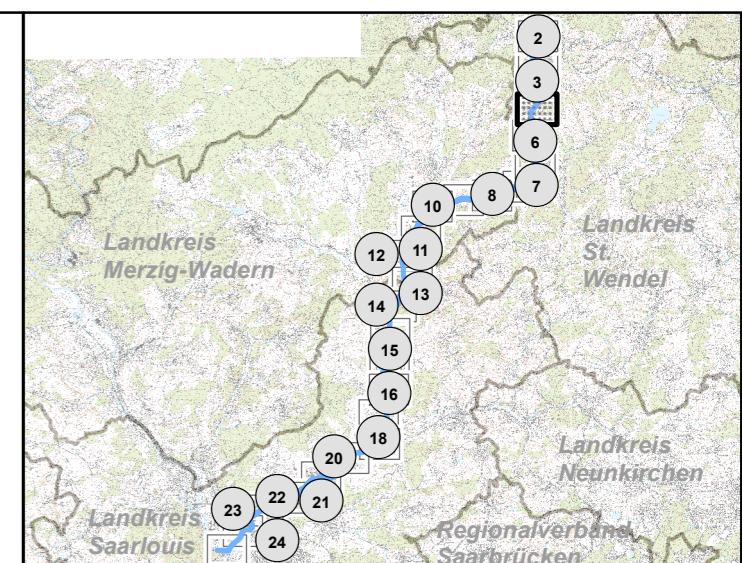 2
3
6
7
8
10
Landkreis
St.
Wendel
Landkreis
Merzig-Wadern
12
11
13
14
15
16
18
Landkreis
Neunkirchen
20
22
21
23
Landkreis
Saarlouis
24
Regionalverband
Saarbrücken